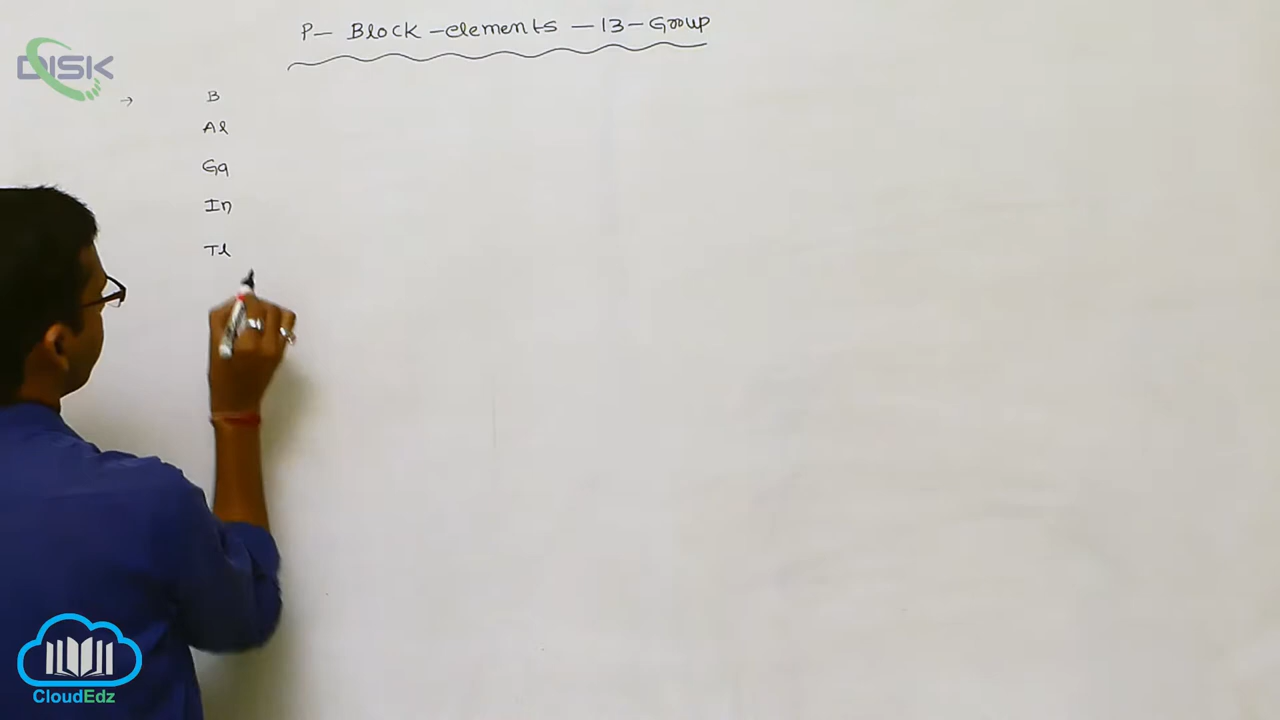 P- Block -elements - 13 - Group
DISK
→ B
Al
Ga
In
Tl
CloudEdz